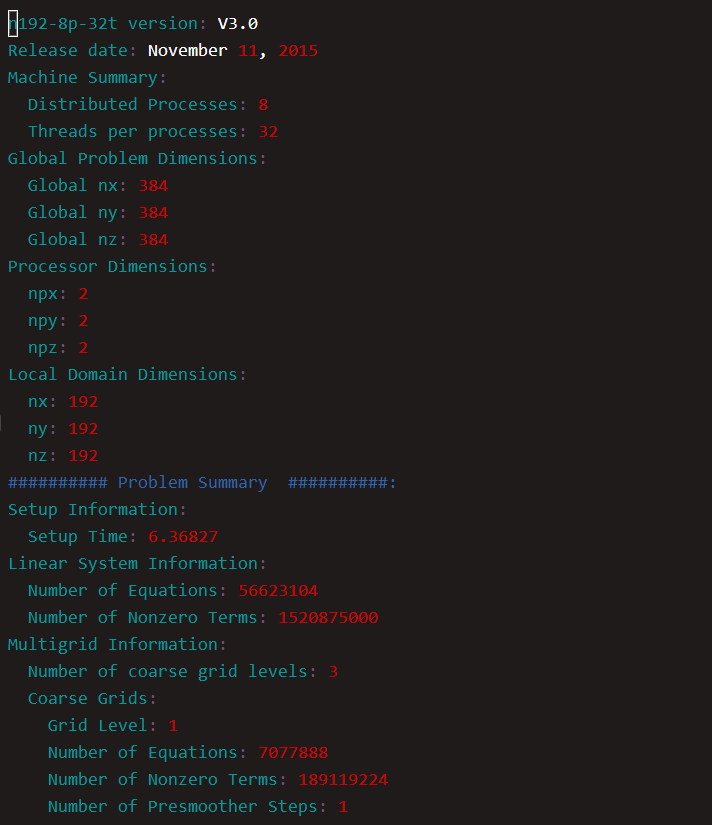 n192-8p-32t version: V3.0
Release date: November 11, 2015
Machine Summary:
Distributed Processes: 8
Threads per processes: 32
Global Problem Dimensions:
Global nx: 384
Global ny: 384
Global nz: 384
Processor Dimensions:
npx: 2
npy: 2
npz: 2
Local Domain Dimensions:
nx: 192
ny: 192
nz: 192
########## Problem Summary  ##########:
Setup Information:
Setup Time: 6.36827
Linear System Information:
Number of Equations: 56623104
Number of Nonzero Terms: 1520875000
Multigrid Information:
Number of coarse grid levels: 3
Coarse Grids:
Grid Level: 1
Number of Equations: 7077888
Number of Nonzero Terms: 189119224
Number of Presmoother Steps: 1